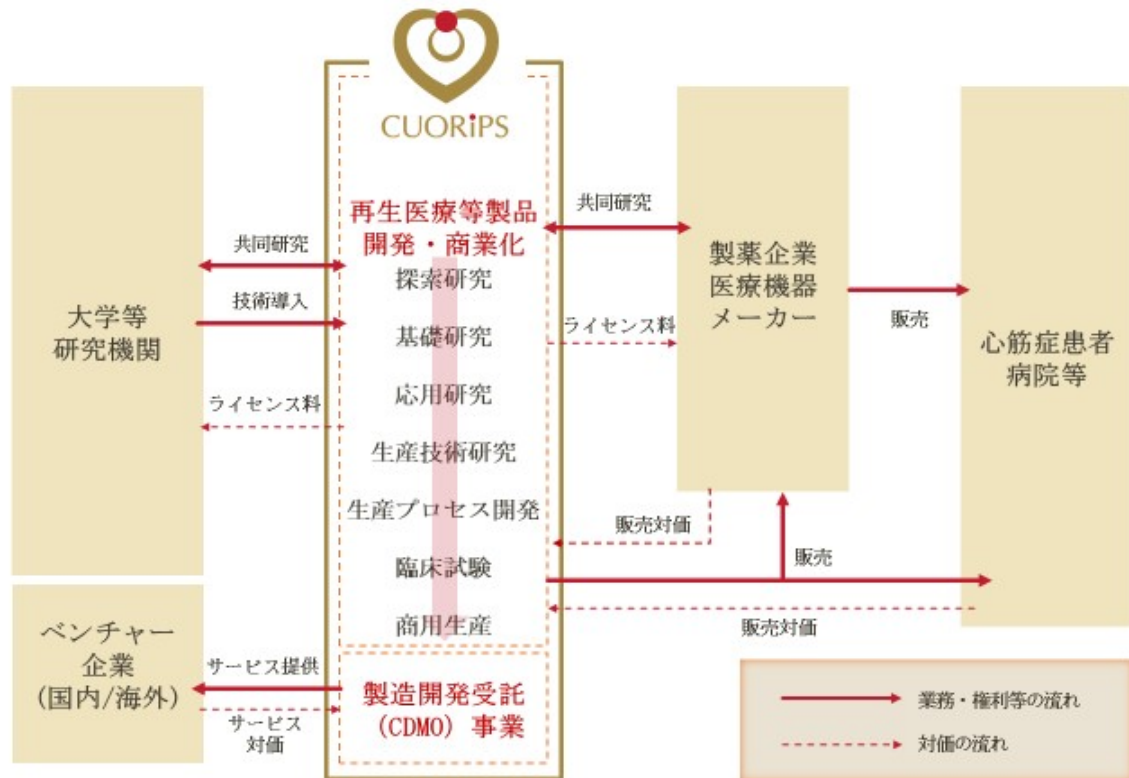 CUORiPS
再生医療等製品
開発・商業化
探索研究
基礎研究
応用研究
生産技術研究
生産プロセス開発
臨床試験
商用生産
製造開発受託
(CDMO) 事業
大学等
研究機関
共同研究
技術導入
ライセンス料
ベンチャー
企業
(国内/海外)
サービス提供
サービス
対価
共同研究
ライセンス料
製薬企業
医療機器
メーカー
販売
心筋症患者
病院等
販売対価
販売
販売対価
業務・権利等の流れ
対価の流れ